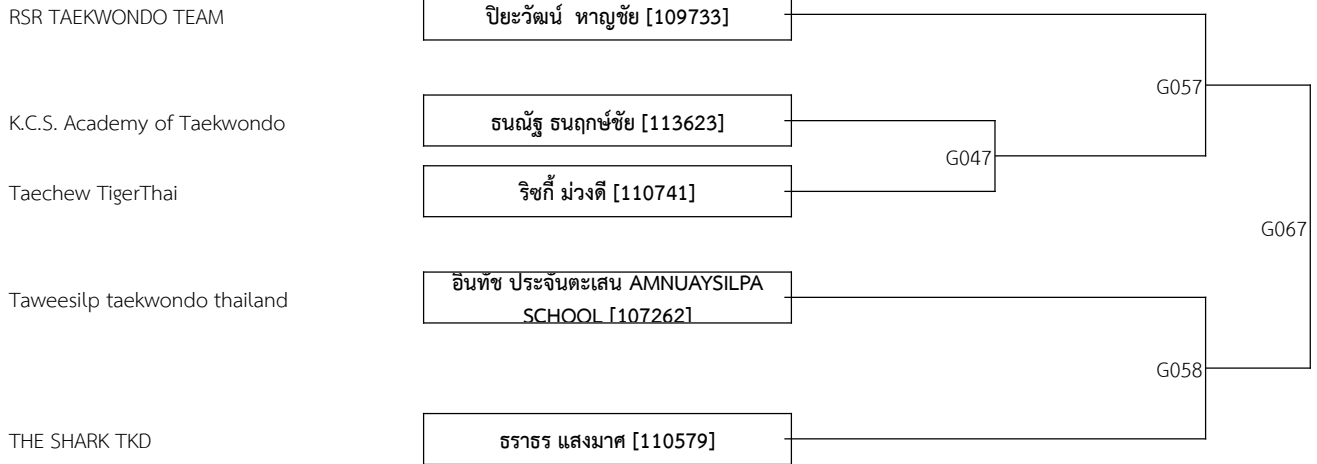 RSR TAEKWONDO TEAM
ปิยะวัฒน์ หาญชัย [109733]
G057
K.C.S. Academy of Taekwondo
ธนณัฐ ธนฤกษ์ชัย [113623]
G047
Taechew TigerThai
ริซกี้ ม่วงดี [110741]
G067
Taweesilp taekwondo thailand
อินทัช ประจันตะเสน AMNUAYSILPA
SCHOOL [107262]
G058
THE SHARK TKD
ธราธร แสงมาศ [110579]